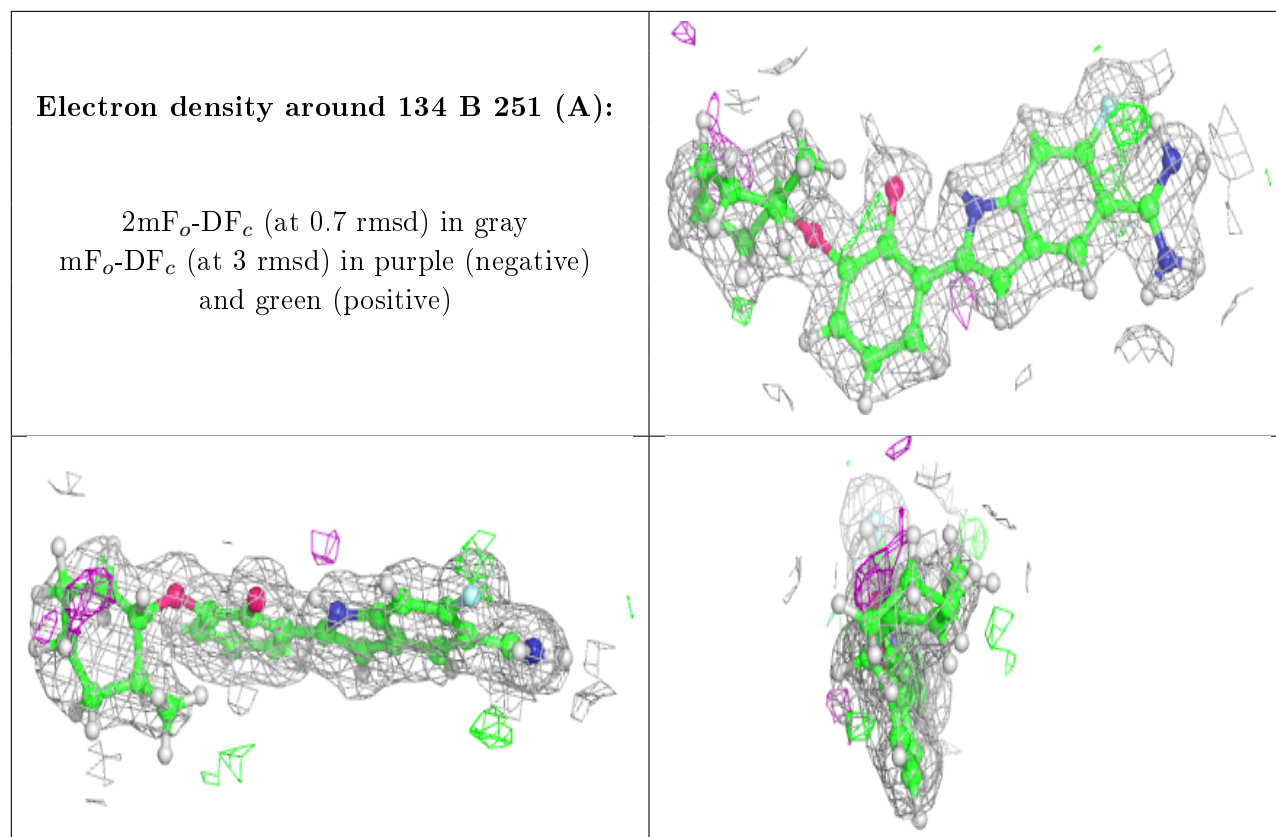 Electron density around 134 B 251 (A):
2mFₒ-DF𝒸 (at 0.7 rmsd) in gray
mFₒ-DF𝒸 (at 3 rmsd) in purple (negative)
and green (positive)